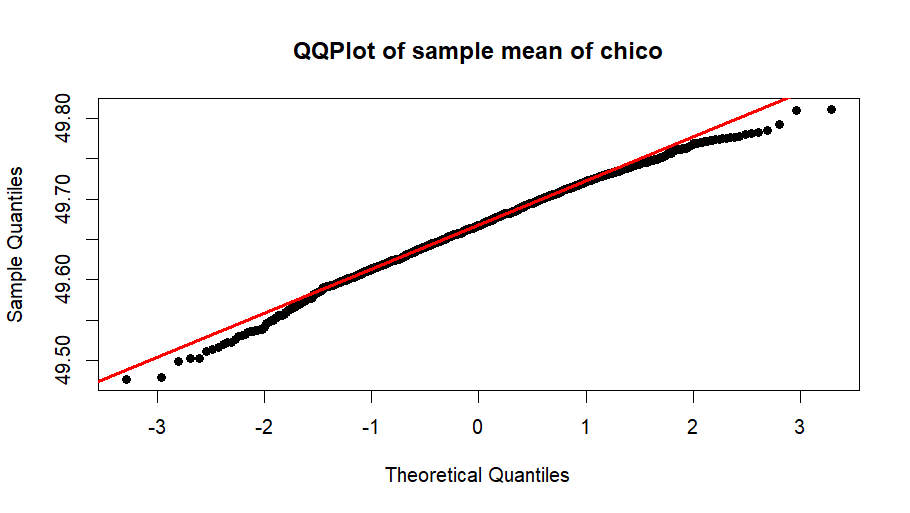 QQPlot of sample mean of chico
Sample Quantiles
49.80
49.70
49.60
49.50
-3 -2 -1 0 1 2 3
Theoretical Quantiles